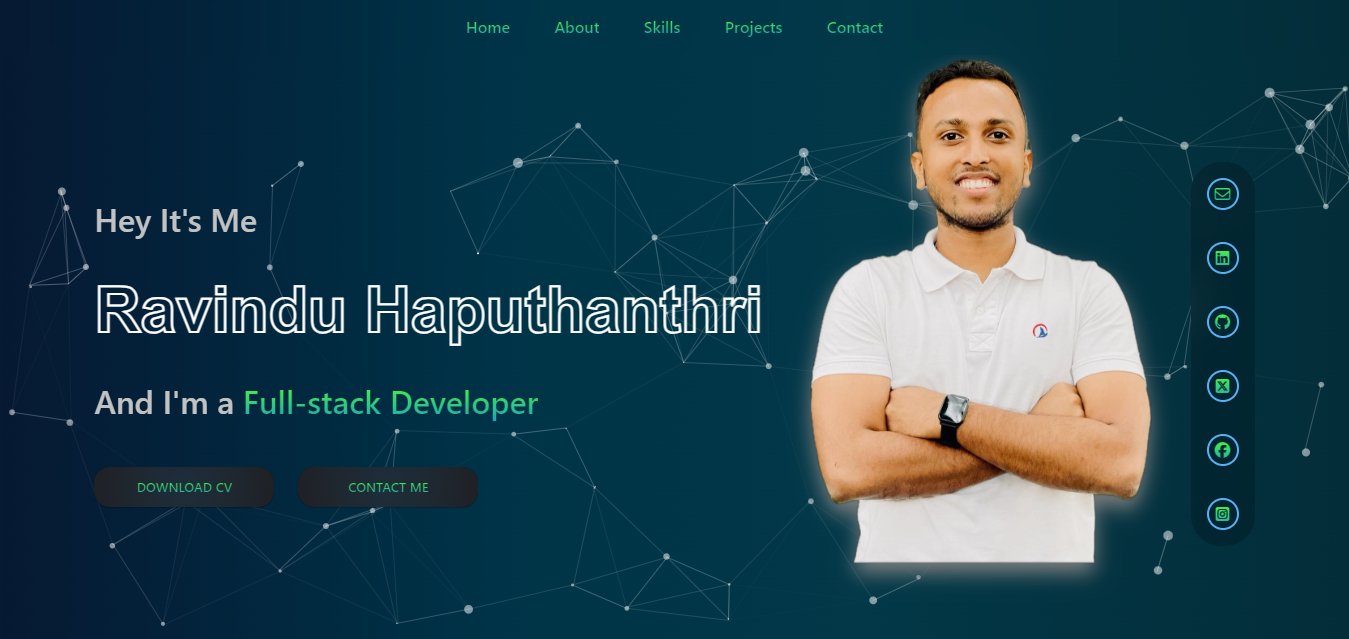 Home About Skills Projects Contact
Hey It's Me
Ravindu Haputhanthri
And I'm a Full-stack Developer
DOWNLOAD CV CONTACT ME